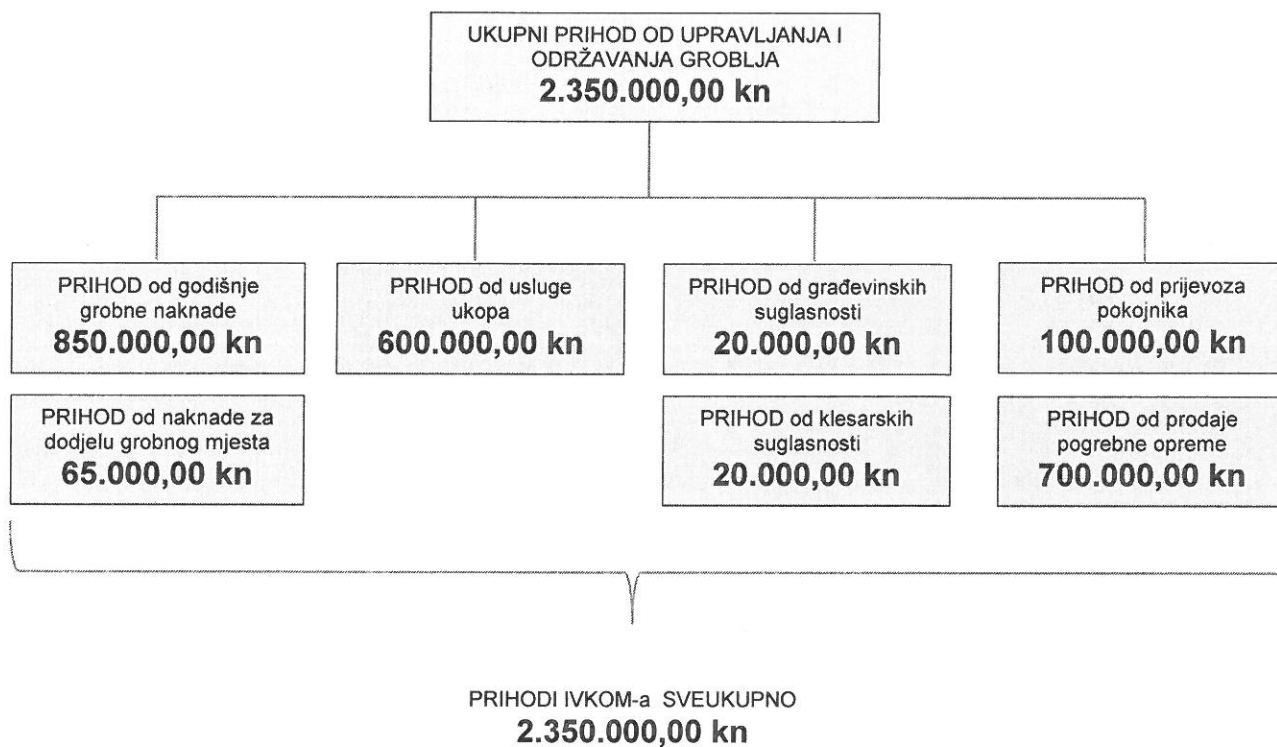 UKUPNI PRIHOD OD UPRAVLJANJA I
ODRŽAVANJA GROBLJA
2.350.000,00 kn
PRIHOD od godišnje
grobne naknade
850.000,00 kn
PRIHOD od usluge
ukopa
600.000,00 kn
PRIHOD od građevinskih
suglasnosti
20.000,00 kn
PRIHOD od prijevoza
pokojnika
100.000,00 kn
PRIHOD od naknade za
dodjelu grobnog mjesta
65.000,00 kn
PRIHOD od klesarskih
suglasnosti
20.000,00 kn
PRIHOD od prodaje
pogrebne opreme
700.000,00 kn
PRIHODI IVKOM-a SVEUKUPNO
2.350.000,00 kn